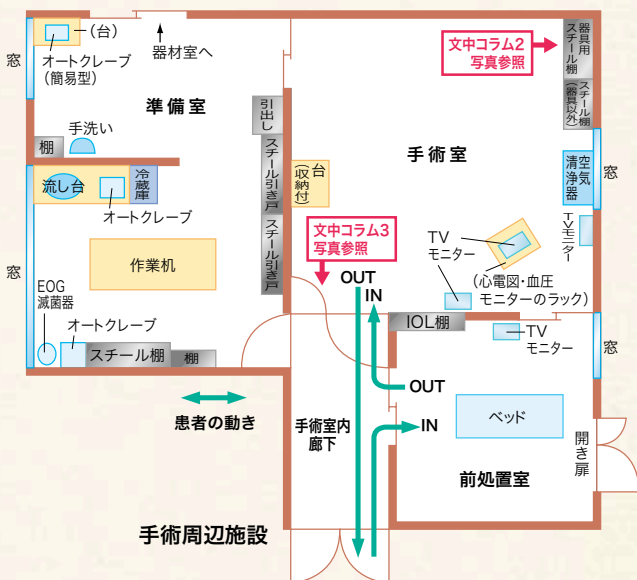 窓
(台)
オートクレーブ
(簡易型)
器材室へ
準備室
手洗い
棚
引出し
スチール引き戸
スチール引き戸
流し台
冷蔵庫
オートクレーブ
作業机
窓
EOG
滅菌器
オートクレーブ
スチール棚
棚
文中コラム2
写真参照
器具用
スチール棚
スチール棚
(器具以外)
手術室
台
(収納付)
空気
清浄器
窓
TVモニター
文中コラム3
写真参照
TV
モニター
(心電図・血圧
モニターのラック)
OUT
IN
IOL棚
TV
モニター
窓
OUT
IN
ベッド
開き扉
前処置室
患者の動き
手術室内
廊下
手術周辺施設